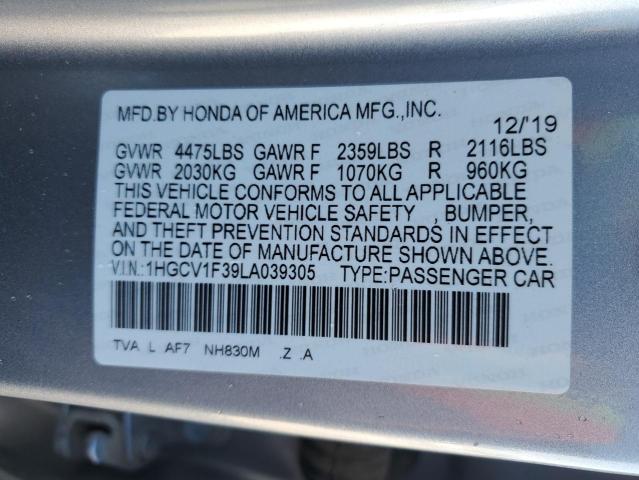 MFD.BY HONDA OF AMERICA MFG.,INC.
12/'19
GVWR 4475LBS GAWR F 2359LBS R 2116LBS
GVWR 2030KG GAWR F 1070KG R 960KG
THIS VEHICLE CONFORMS TO ALL APPLICABLE
FEDERAL MOTOR VEHICLE SAFETY , BUMPER,
AND THEFT PREVENTION STANDARDS IN EFFECT
ON THE DATE OF MANUFACTURE SHOWN ABOVE.
V.I.N.:1HGCV1F39LA039305 TYPE:PASSENGER CAR
TVA L AF7 NH830M .Z .A